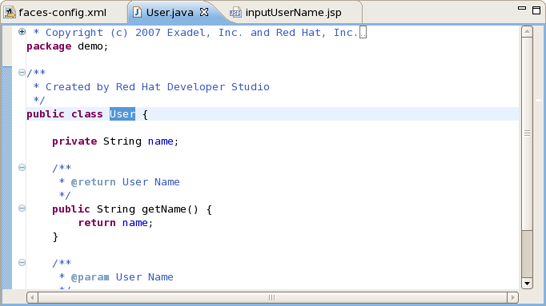 faces-config.xml User.java inputUserName.jsp
* Copyright (c) 2007 Exadel, Inc. and Red Hat, Inc.
package demo;
/**
* Created by Red Hat Developer Studio
*/
public class User {
private String name;
/**
* @return User Name
*/
public String getName() {
return name;
}
/**
* @param User Name
*/